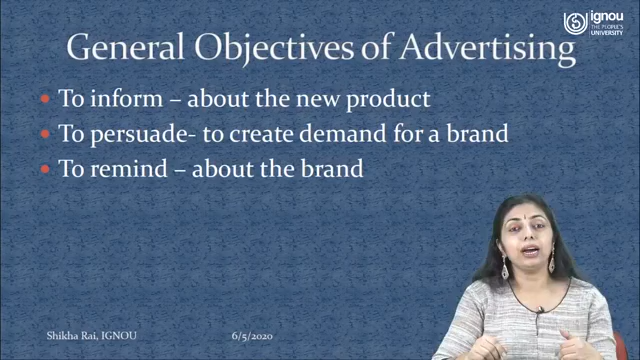 ignou
THE PEOPLE'S
UNIVERSITY
General Objectives of Advertising
• To inform – about the new product
• To persuade- to create demand for a brand
• To remind – about the brand
Shikha Rai, IGNOU 6/5/2020